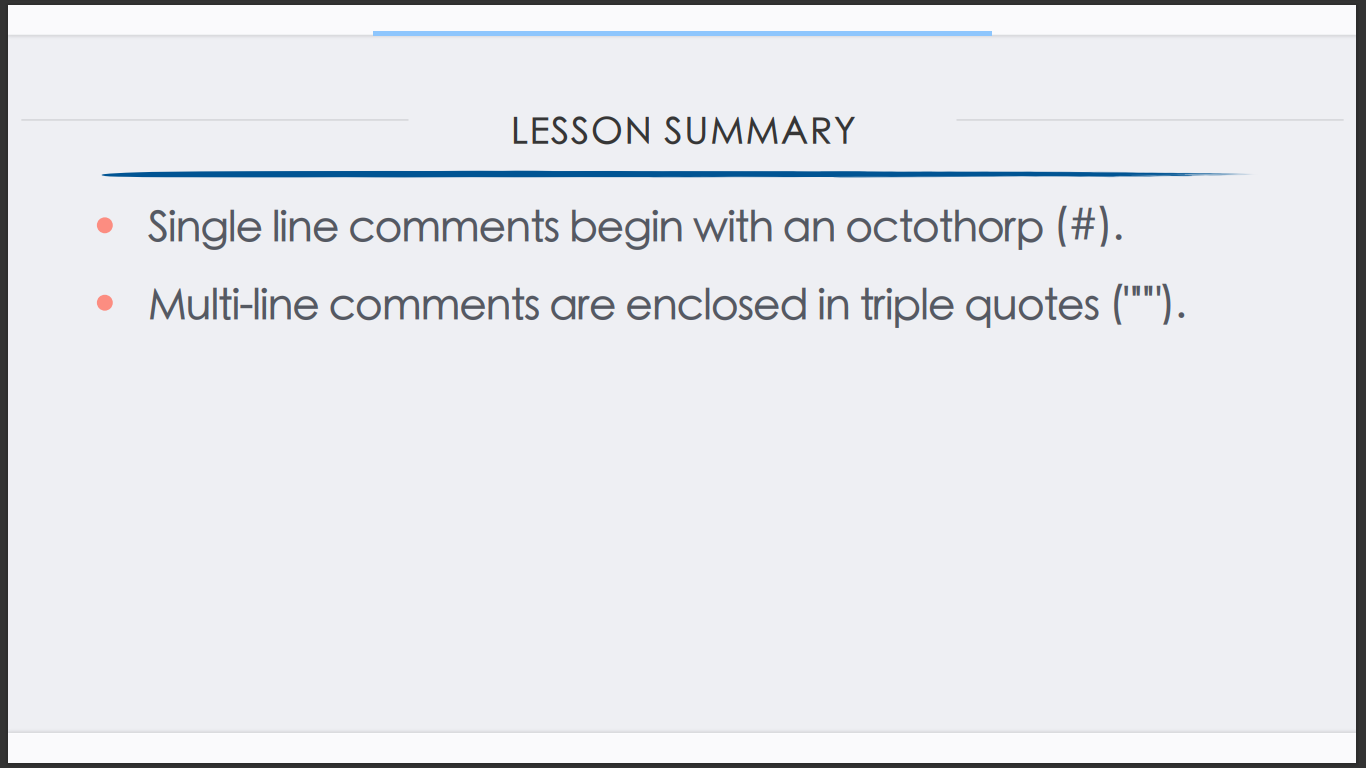 LESSON SUMMARY
Single line comments begin with an octothorp (#).
Multi-line comments are enclosed in triple quotes (""").